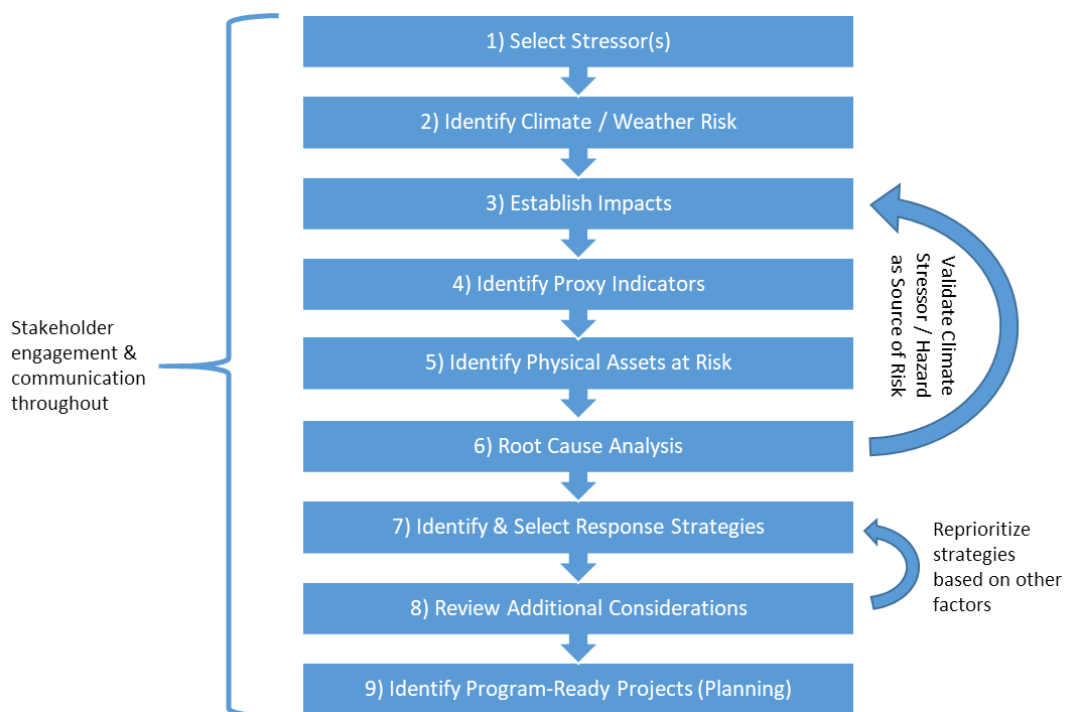 1) Select Stressor(s)
2) Identify Climate / Weather Risk
3) Establish Impacts
4) Identify Proxy Indicators
5) Identify Physical Assets at Risk
6) Root Cause Analysis
7) Identify & Select Response Strategies
8) Review Additional Considerations
9) Identify Program-Ready Projects (Planning)
Stakeholder
engagement &
communication
throughout
Validate Climate
Stressor / Hazard
as Source of Risk
Reprioritize
strategies
based on other
factors